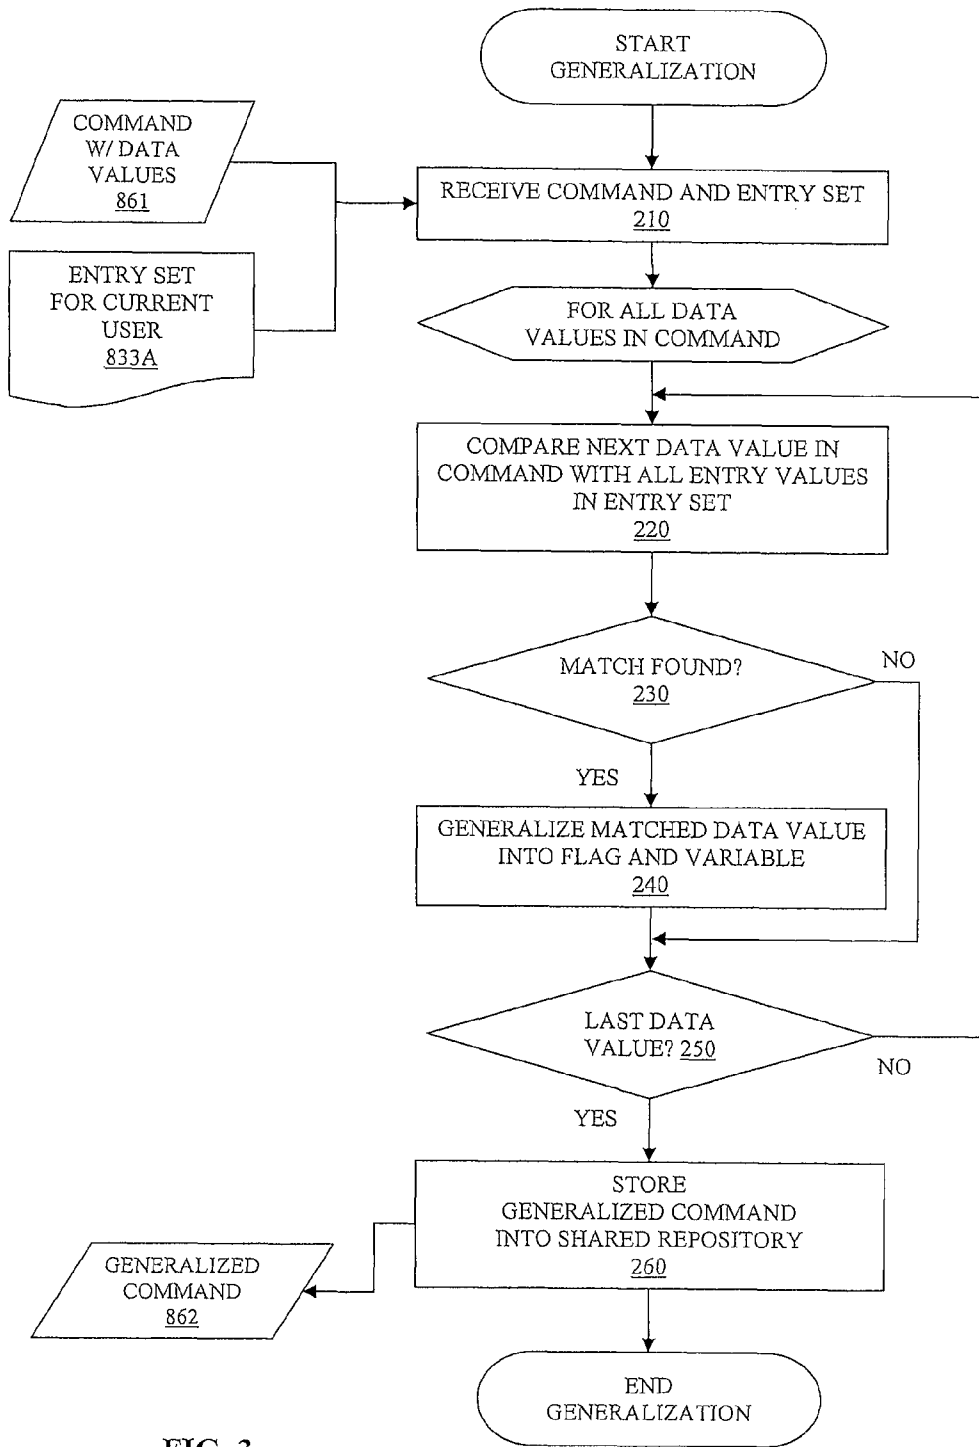 START
GENERALIZATION
COMMAND
W/ DATA
VALUES
861
RECEIVE COMMAND AND ENTRY SET
210
ENTRY SET
FOR CURRENT
USER
833A
FOR ALL DATA
VALUES IN COMMAND
COMPARE NEXT DATA VALUE IN
COMMAND WITH ALL ENTRY VALUES
IN ENTRY SET
220
MATCH FOUND?
230
NO
YES
GENERALIZE MATCHED DATA VALUE
INTO FLAG AND VARIABLE
240
LAST DATA
VALUE? 250
NO
YES
STORE
GENERALIZED COMMAND
INTO SHARED REPOSITORY
260
GENERALIZED
COMMAND
862
END
GENERALIZATION
FIG. 3